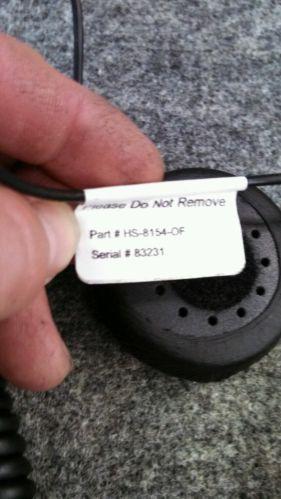 Please Do Not Remove
Part # HS-8154-OF
Serial # 83231